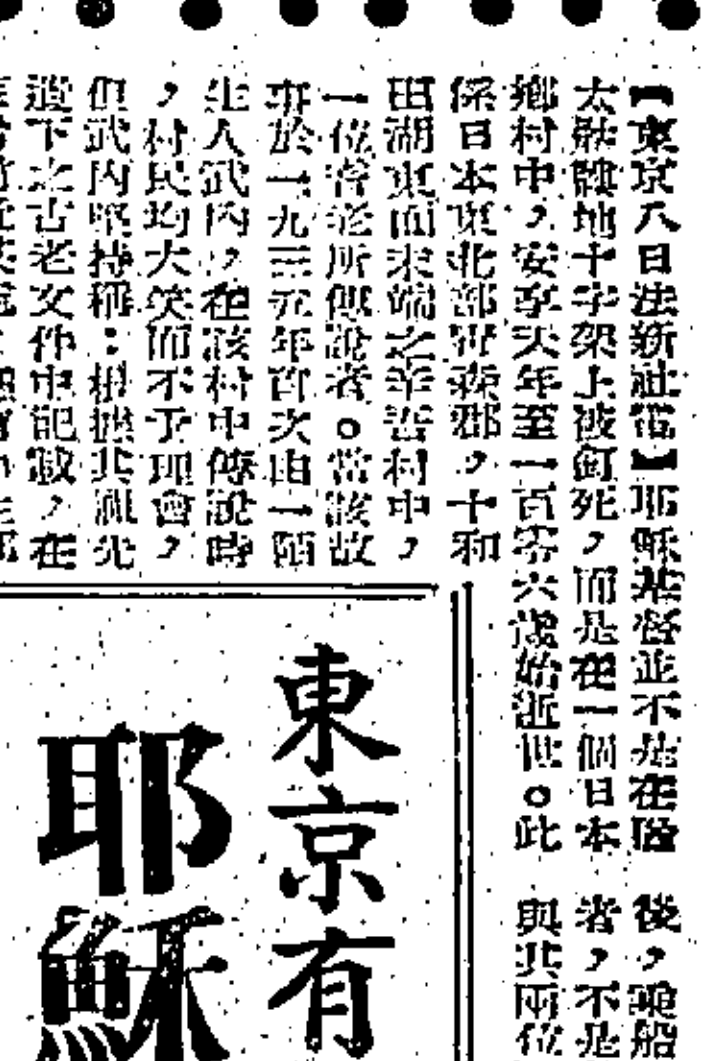 【東京八日法新社電】耶穌基督並不是在骷
太骷髏地十字架上被釘死，而是在一個日本
鄉村中，安享天年至一百零六歲始逝世。此
係日本東北部青森郡，十和
田湖東面末端之辛苦村中，
一位耆老所傳說者。當該故
事於一九三五年首次由一陌
生人武內，在該村中傳說時
，村民均大笑而不予理會，
但武內堅持稱：根據其祖先
遺下之古老文件中記載，在
後，乘船
者，不是
與其兩位
東京有
耶穌